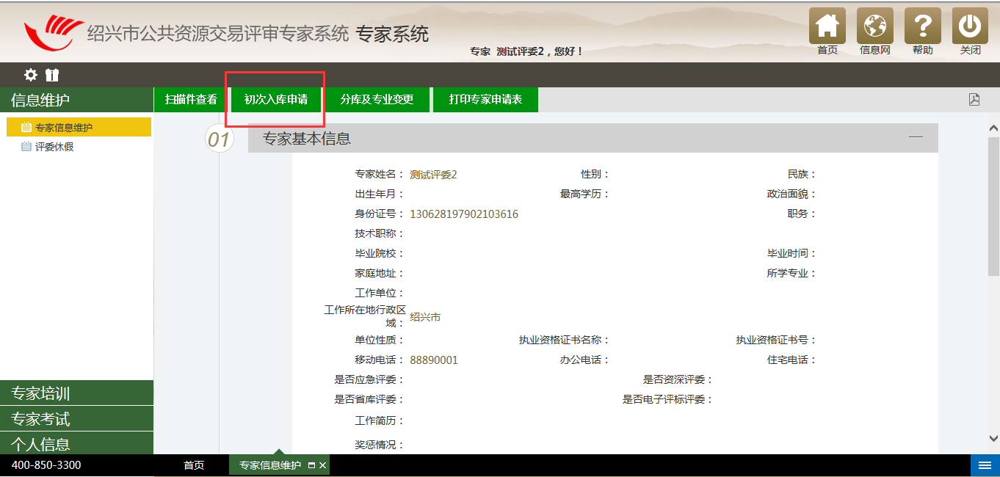 绍兴市公共资源交易评审专家系统 专家系统
专家 测试评委2，您好！
首页 信息网 帮助 关闭
信息维护
扫描件查看 初次入库申请 分库及专业变更 打印专家申请表
专家信息维护
评委休假
01 专家基本信息
专家姓名： 测试评委2 性别： 民族：
出生年月： 最高学历： 政治面貌：
身份证号： 130628197902103616 职务：
技术职称：
毕业院校： 毕业时间：
家庭地址： 所学专业：
工作单位：
工作所在地行政区
域： 绍兴市
单位性质： 执业资格证书名称： 执业资格证书号：
移动电话： 88890001 办公电话： 住宅电话：
是否应急评委： 是否资深评委：
是否省库评委： 是否电子评标评委：
工作简历：
奖惩情况：
专家培训
专家考试
个人信息
400-850-3300 首页 专家信息维护